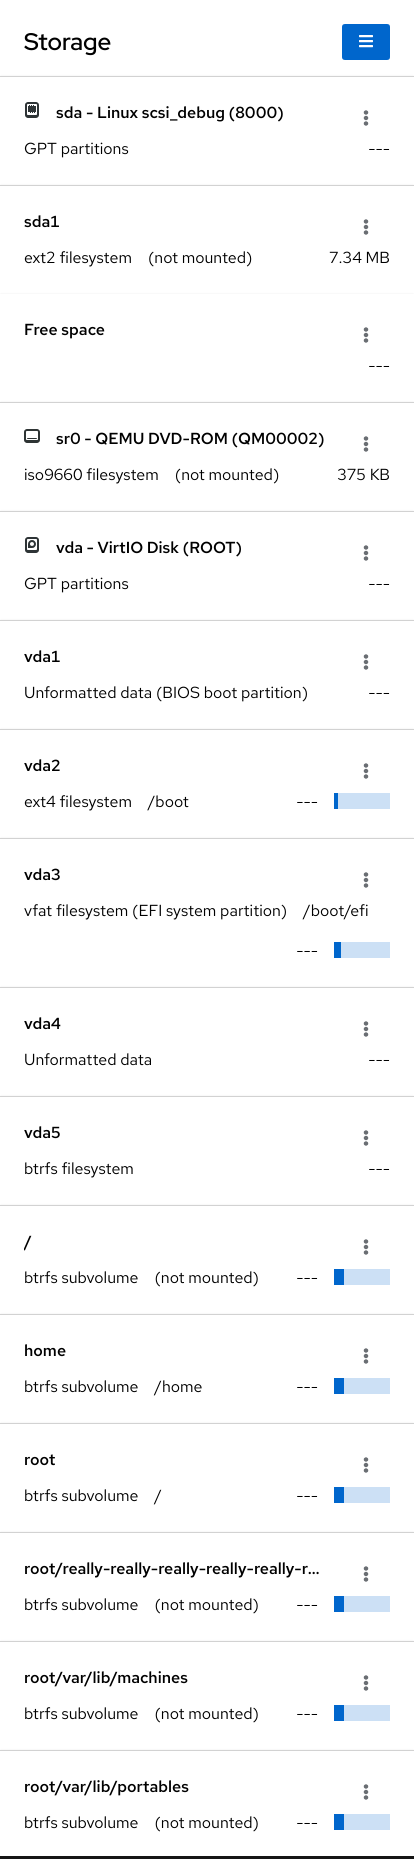 Storage
sda - Linux scsi_debug (8000)
GPT partitions ---
sda1
ext2 filesystem (not mounted) 7.34 MB
Free space
---
sr0 - QEMU DVD-ROM (QM00002)
iso9660 filesystem (not mounted) 375 KB
vda - VirtIO Disk (ROOT)
GPT partitions ---
vda1
Unformatted data (BIOS boot partition) ---
vda2
ext4 filesystem /boot ---
vda3
vfat filesystem (EFI system partition) /boot/efi
---
vda4
Unformatted data ---
vda5
btrfs filesystem ---
/
btrfs subvolume (not mounted) ---
home
btrfs subvolume /home ---
root
btrfs subvolume / ---
root/really-really-really-really-really-r...
btrfs subvolume (not mounted) ---
root/var/lib/machines
btrfs subvolume (not mounted) ---
root/var/lib/portables
btrfs subvolume (not mounted) ---